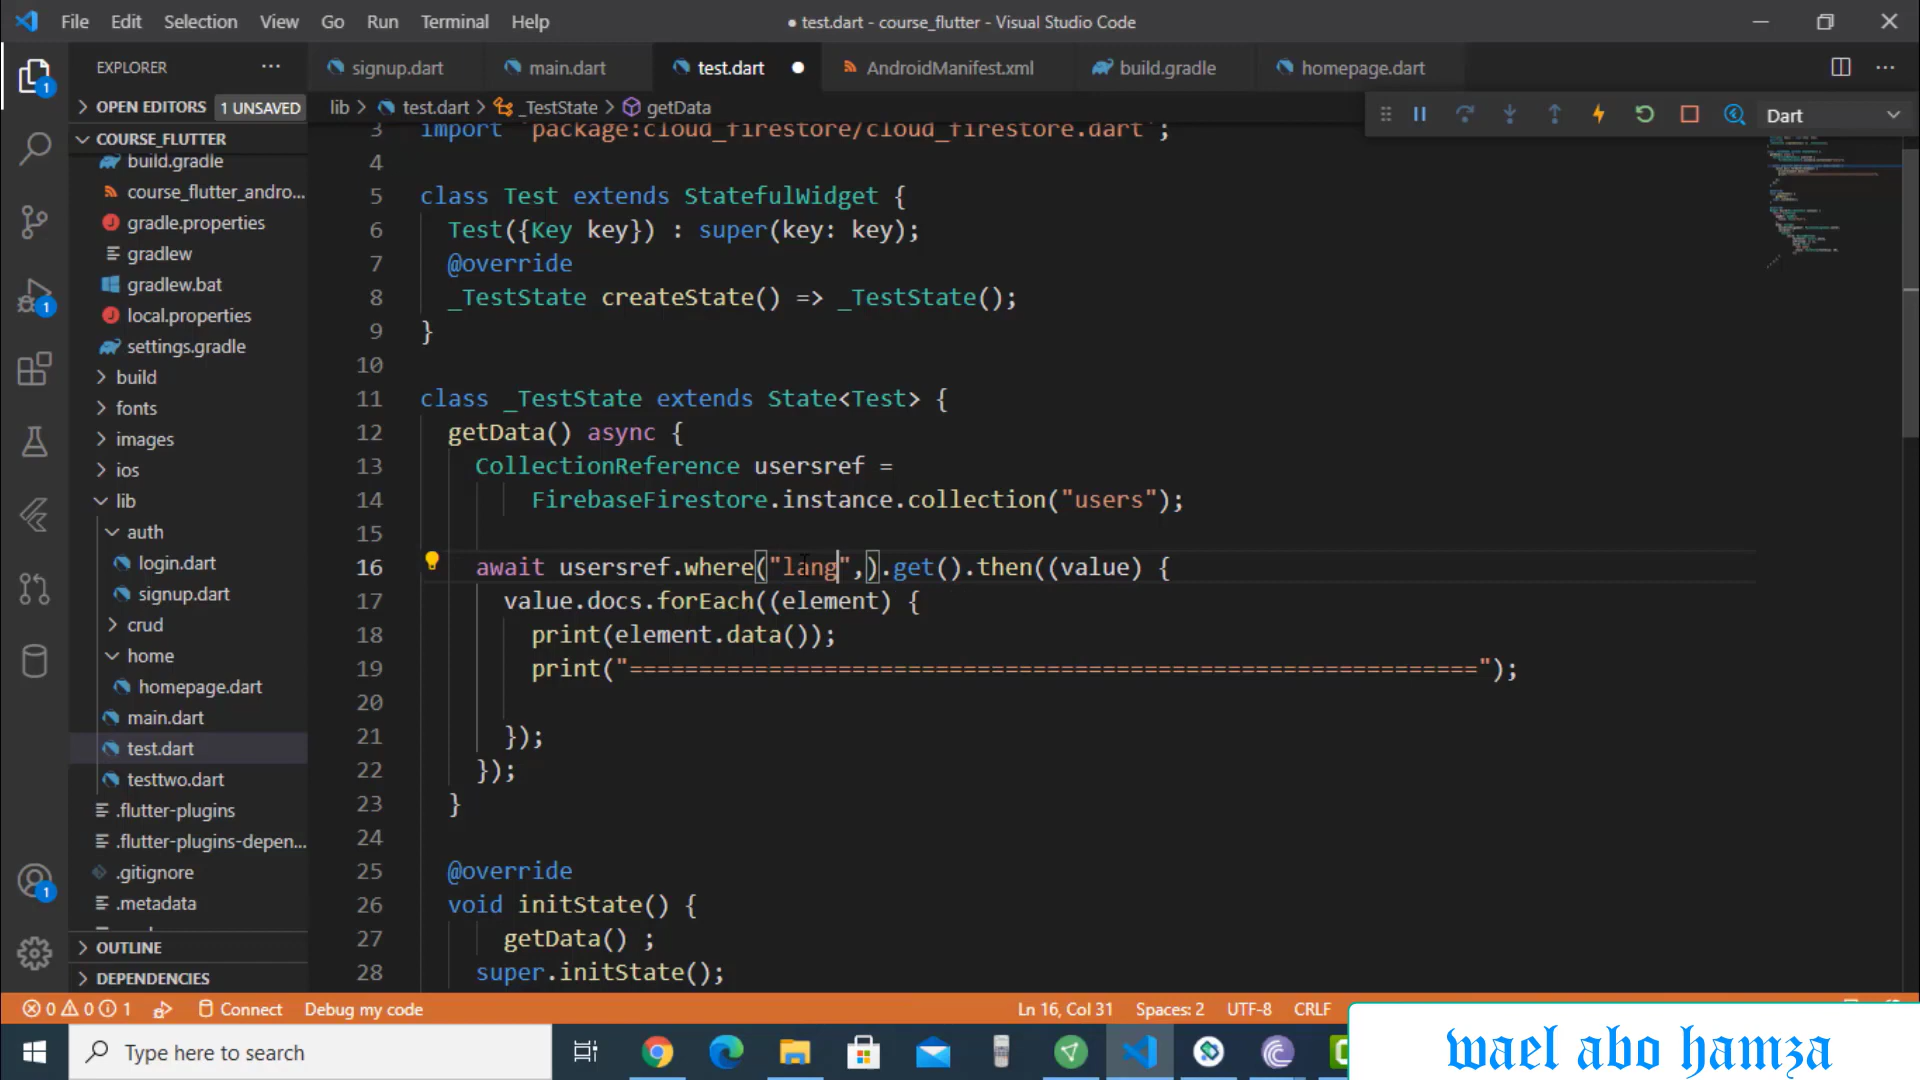 File Edit Selection View Go Run Terminal Help
● test.dart - course_flutter - Visual Studio Code
EXPLORER
signup.dart main.dart test.dart AndroidManifest.xml build.gradle homepage.dart
OPEN EDITORS 1 UNSAVED
lib > test.dart > _TestState > getData
Dart
COURSE_FLUTTER
build.gradle
course_flutter_andro...
gradle.properties
gradlew
gradlew.bat
local.properties
settings.gradle
build
fonts
images
ios
lib
auth
login.dart
signup.dart
crud
home
homepage.dart
main.dart
test.dart
testtwo.dart
.flutter-plugins
.flutter-plugins-depen...
.gitignore
.metadata
OUTLINE
DEPENDENCIES
3 import 'package:cloud_firestore/cloud_firestore.dart';
4
5 class Test extends StatefulWidget {
6 Test({Key key}) : super(key: key);
7 @override
8 _TestState createState() => _TestState();
9 }
10
11 class _TestState extends State<Test> {
12 getData() async {
13 CollectionReference usersref =
14 FirebaseFirestore.instance.collection("users");
15
16 await usersref.where("lang",).get().then((value) {
17 value.docs.forEach((element) {
18 print(element.data());
19 print("=============================================================");
20
21 });
22 });
23 }
24
25 @override
26 void initState() {
27 getData() ;
28 super.initState();
0 0 1 Connect Debug my code Ln 16, Col 31 Spaces: 2 UTF-8 CRLF
Type here to search
wael abo hamza